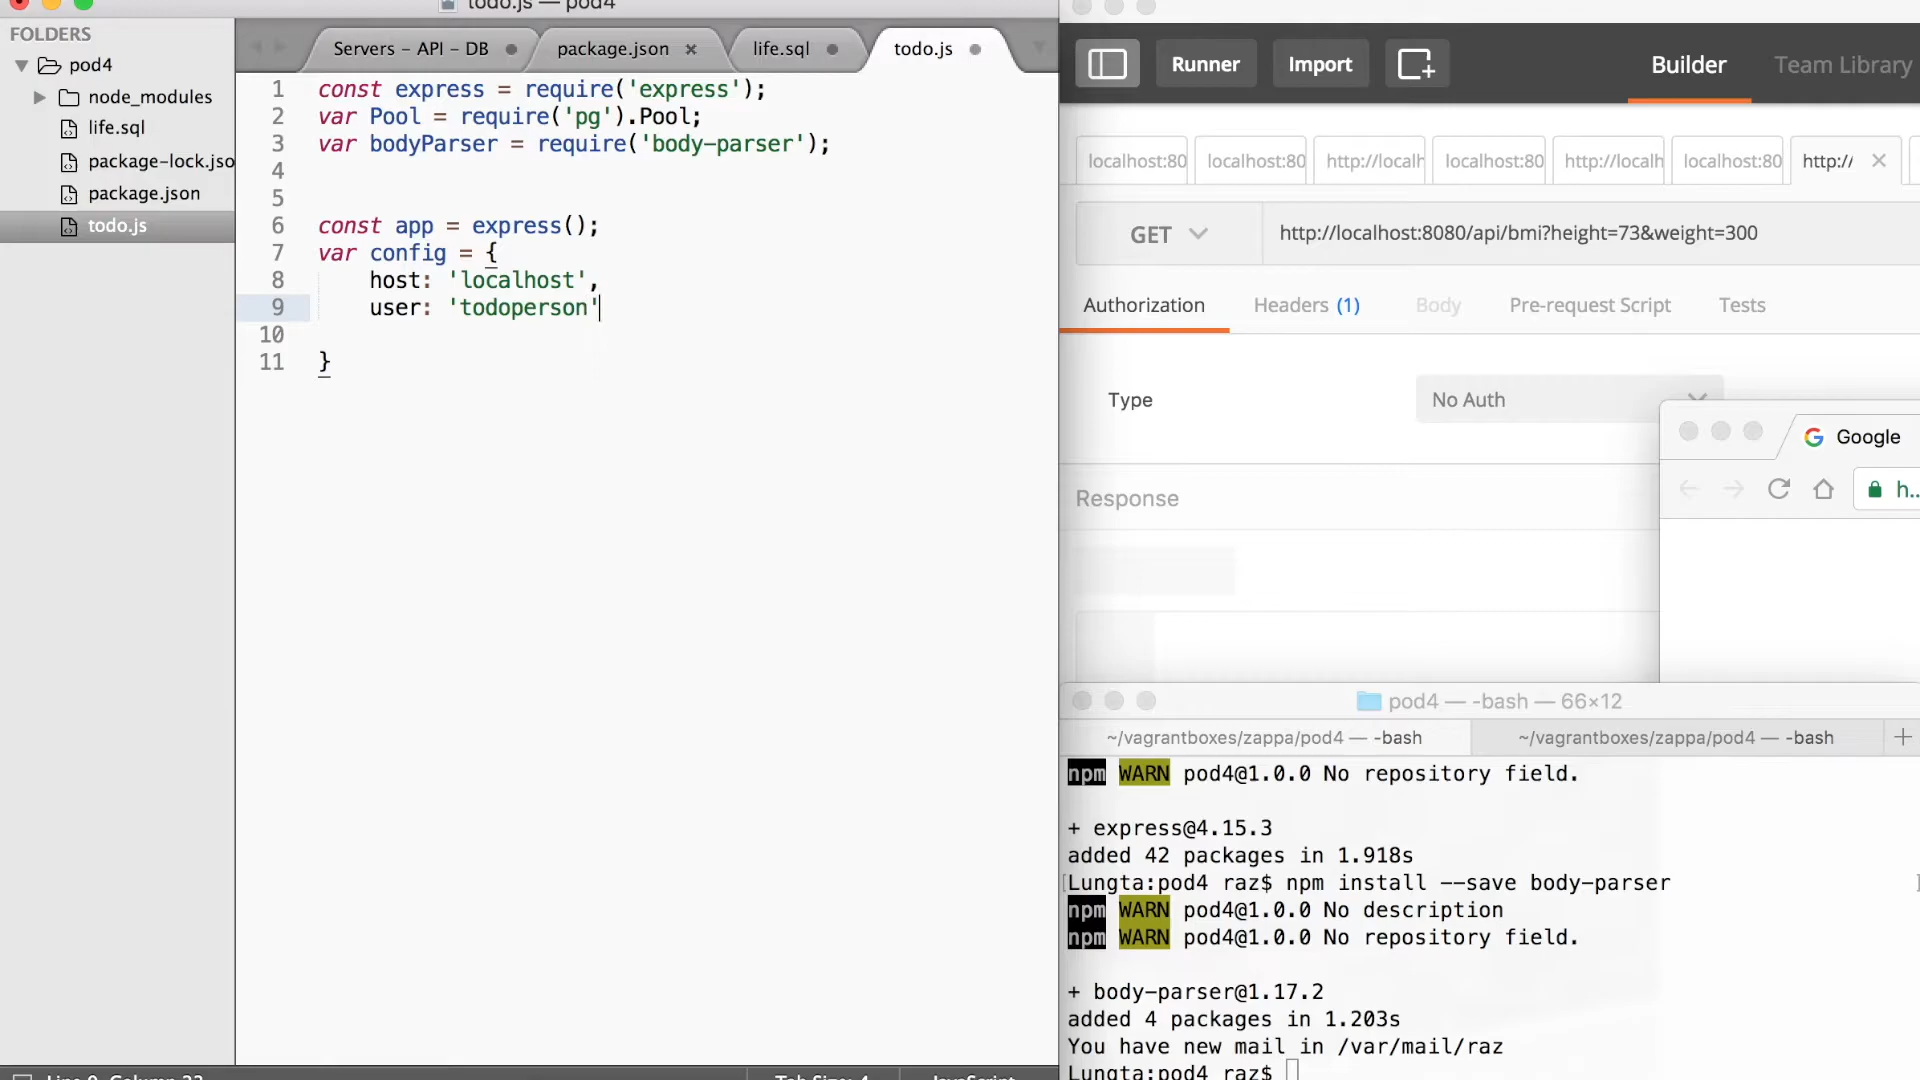 todo.js — pod4
FOLDERS
pod4
node_modules
life.sql
package-lock.jso
package.json
todo.js
Servers - API - DB
package.json
life.sql
todo.js
1 const express = require('express');
2 var Pool = require('pg').Pool;
3 var bodyParser = require('body-parser');
4
5
6 const app = express();
7 var config = {
8 host: 'localhost',
9 user: 'todoperson'
10
11 }
Tab Size: 4
JavaScript
Runner
Import
Builder
Team Library
localhost:80
localhost:80
http://localh
localhost:80
http://localh
localhost:80
http://
GET
http://localhost:8080/api/bmi?height=73&weight=300
Authorization
Headers (1)
Body
Pre-request Script
Tests
Type
No Auth
Response
Google
h..
pod4 — -bash — 66×12
~/vagrantboxes/zappa/pod4 — -bash
~/vagrantboxes/zappa/pod4 — -bash
npm WARN pod4@1.0.0 No repository field.
+ express@4.15.3
added 42 packages in 1.918s
[Lungta:pod4 raz$ npm install --save body-parser
npm WARN pod4@1.0.0 No description
npm WARN pod4@1.0.0 No repository field.
+ body-parser@1.17.2
added 4 packages in 1.203s
You have new mail in /var/mail/raz
Lungta:pod4 raz$